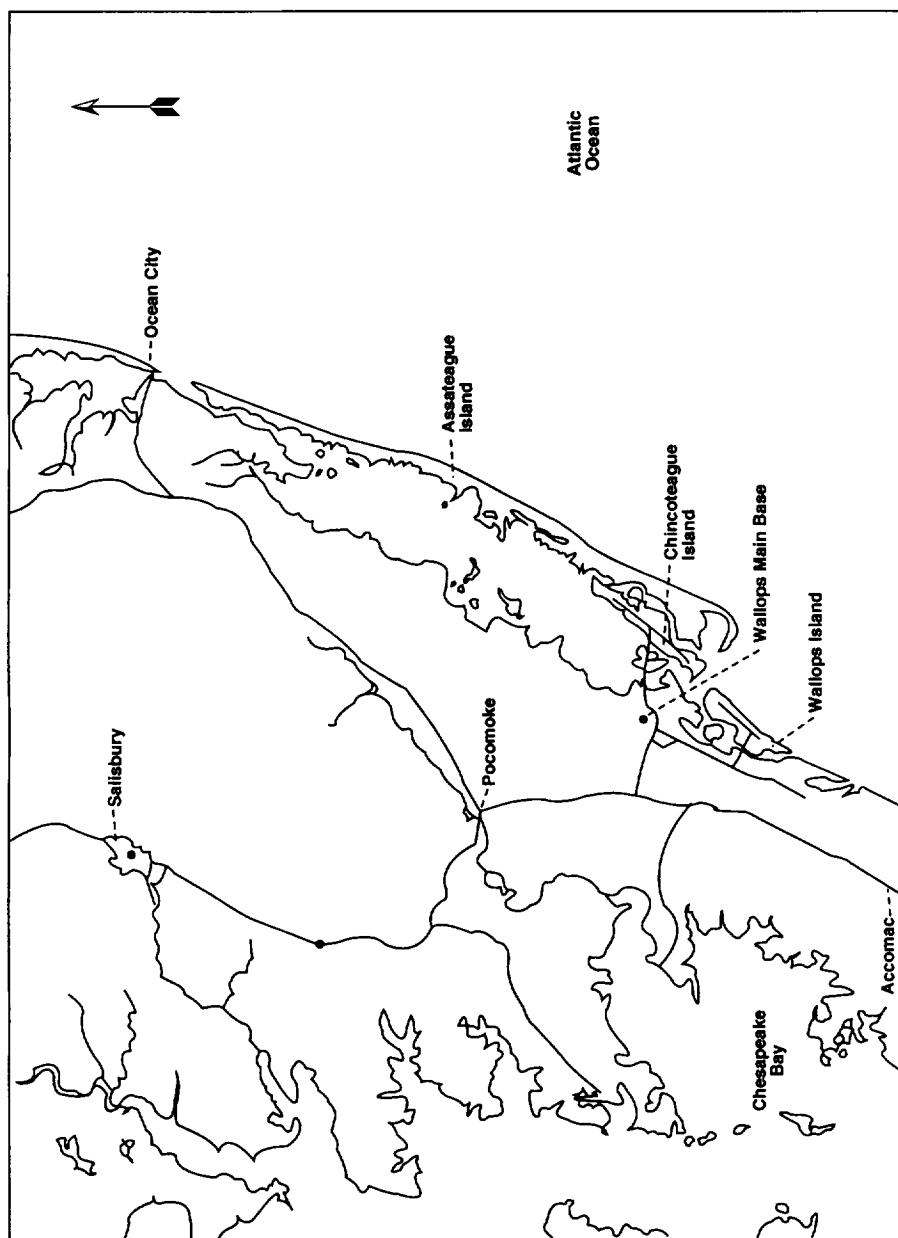 Ocean City
Salisbury
Atlantic
Ocean
Assateague
Island
Pocomoke
Chincoteague
Island
Wallops Main Base
Wallops Island
Chesapeake
Bay
Accomac